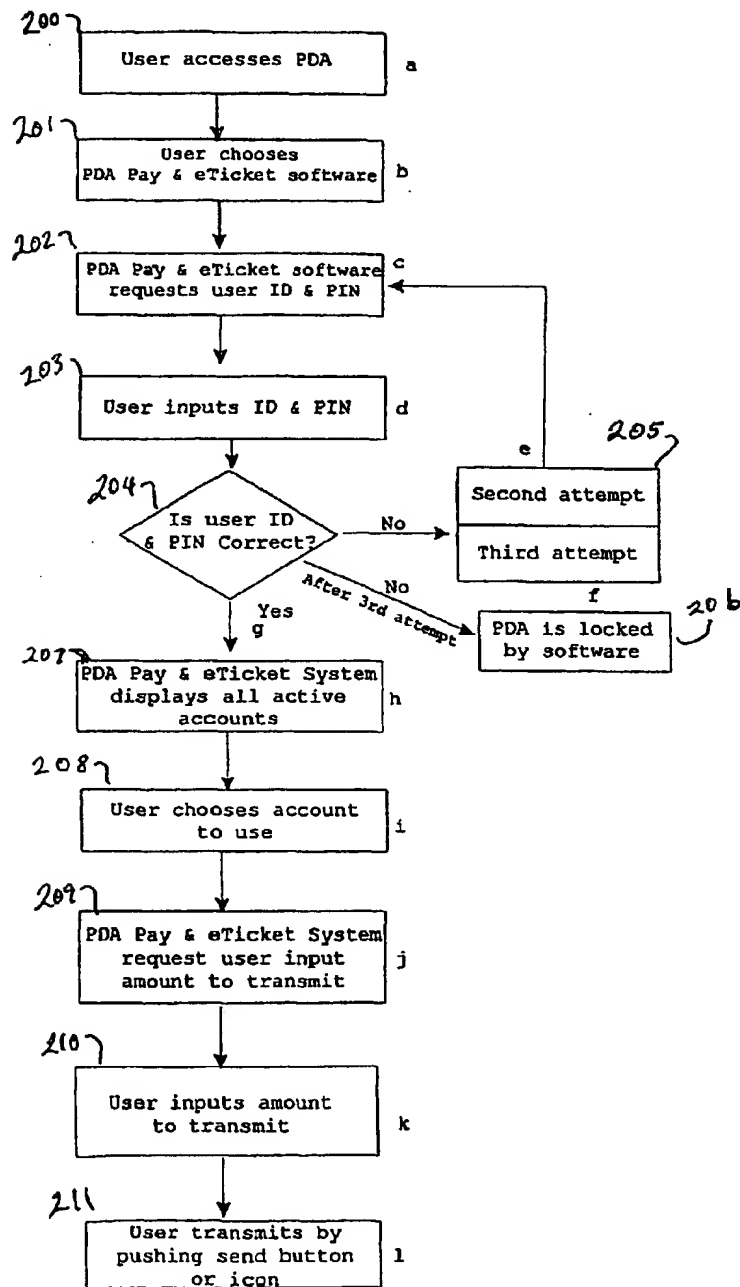 200
User accesses PDA
a
201
User chooses
PDA Pay & eTicket software
b
202
PDA Pay & eTicket software
requests user ID & PIN
c
203
User inputs ID & PIN
d
e
205
204
Is user ID
& PIN Correct?
No
Second attempt
Third attempt
No
After 3rd attempt
f
206
PDA is locked
by software
Yes
g
207
PDA Pay & eTicket System
displays all active
accounts
h
208
User chooses account
to use
i
209
PDA Pay & eTicket System
request user input
amount to transmit
j
210
User inputs amount
to transmit
k
211
User transmits by
pushing send button
or icon
l